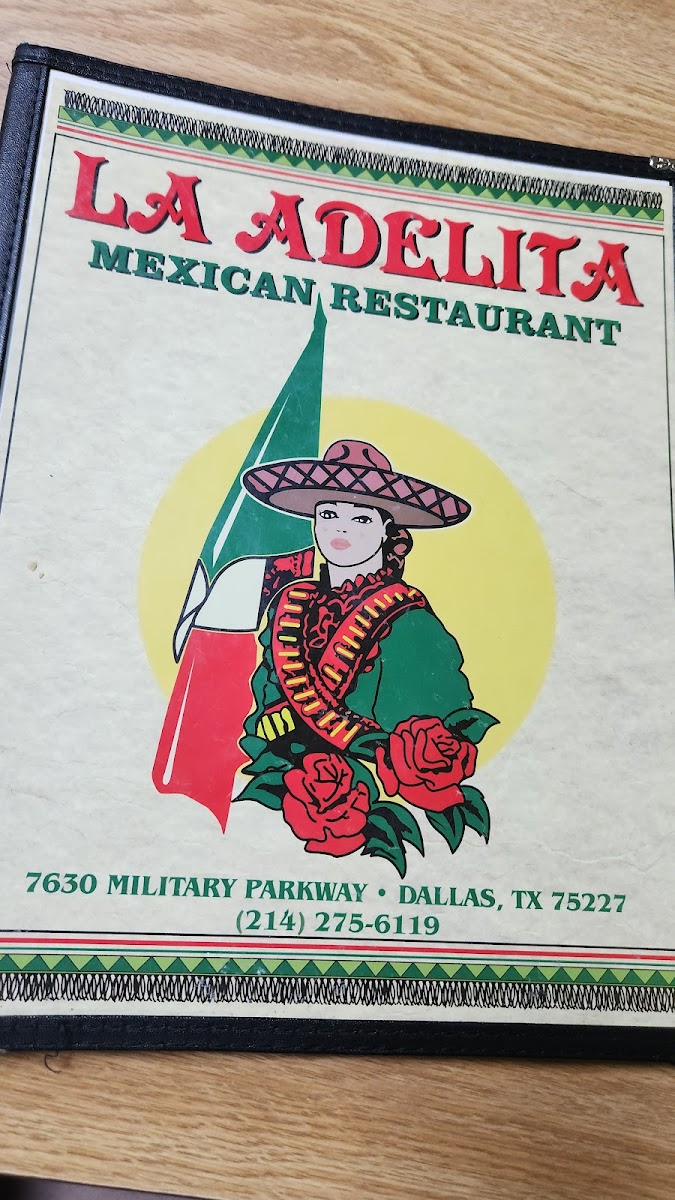 LA ADELITA
MEXICAN RESTAURANT
7630 MILITARY PARKWAY • DALLAS, TX 75227
(214) 275-6119